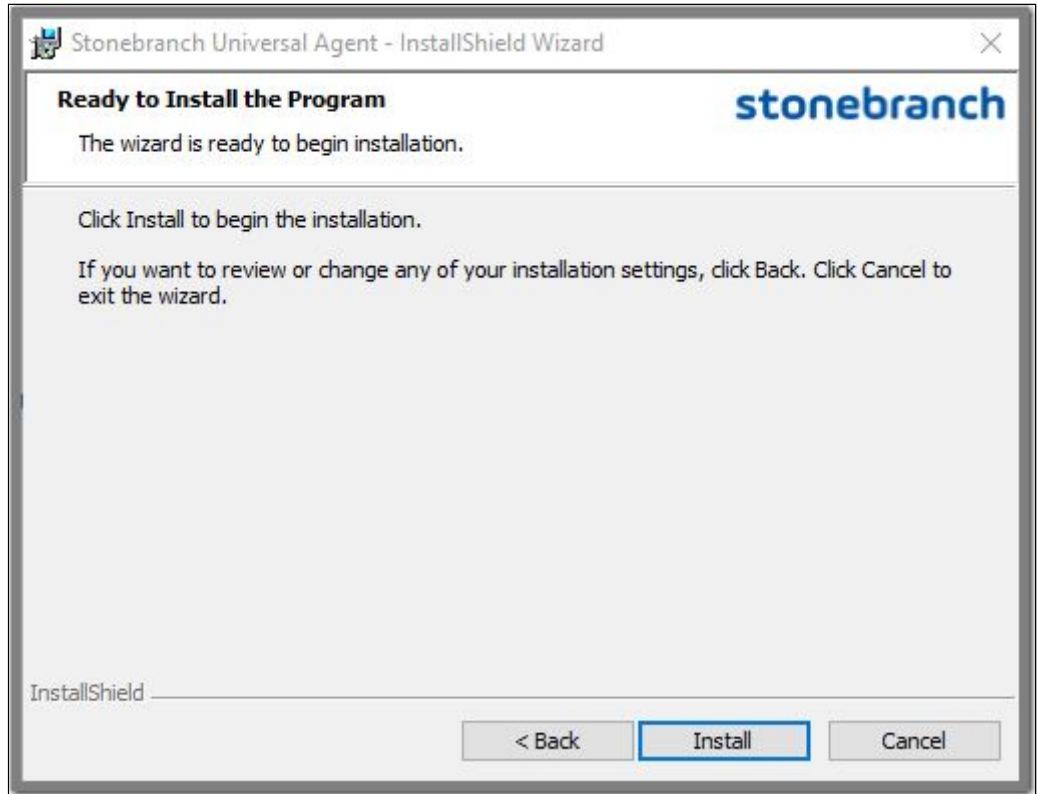 Stonebranch Universal Agent - InstallShield Wizard
Ready to Install the Program
stonebranch
The wizard is ready to begin installation.
Click Install to begin the installation.
If you want to review or change any of your installation settings, click Back. Click Cancel to
exit the wizard.
InstallShield
< Back
Install
Cancel